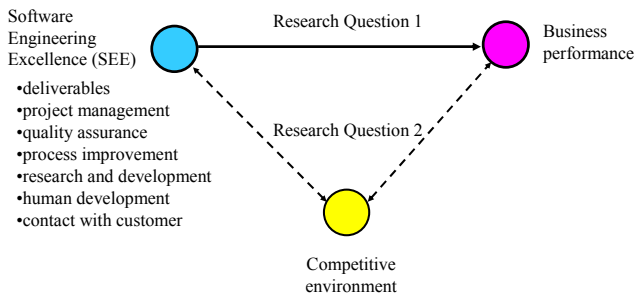 Software
Engineering
Excellence (SEE)
•deliverables
•project management
•quality assurance
•process improvement
•research and development
•human development
•contact with customer
Research Question 1
Business
performance
Research Question 2
Competitive
environment